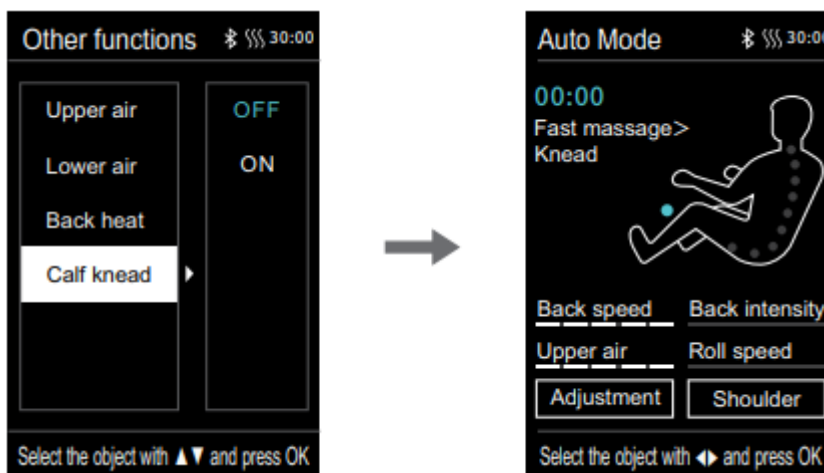 Other functions 30:00
Upper air OFF
Lower air ON
Back heat
Calf knead
Select the object with ▲▼ and press OK
Auto Mode 30:00
00:00
Fast massage>
Knead
Back speed Back intensity
Upper air Roll speed
Adjustment Shoulder
Select the object with ◀▶ and press OK